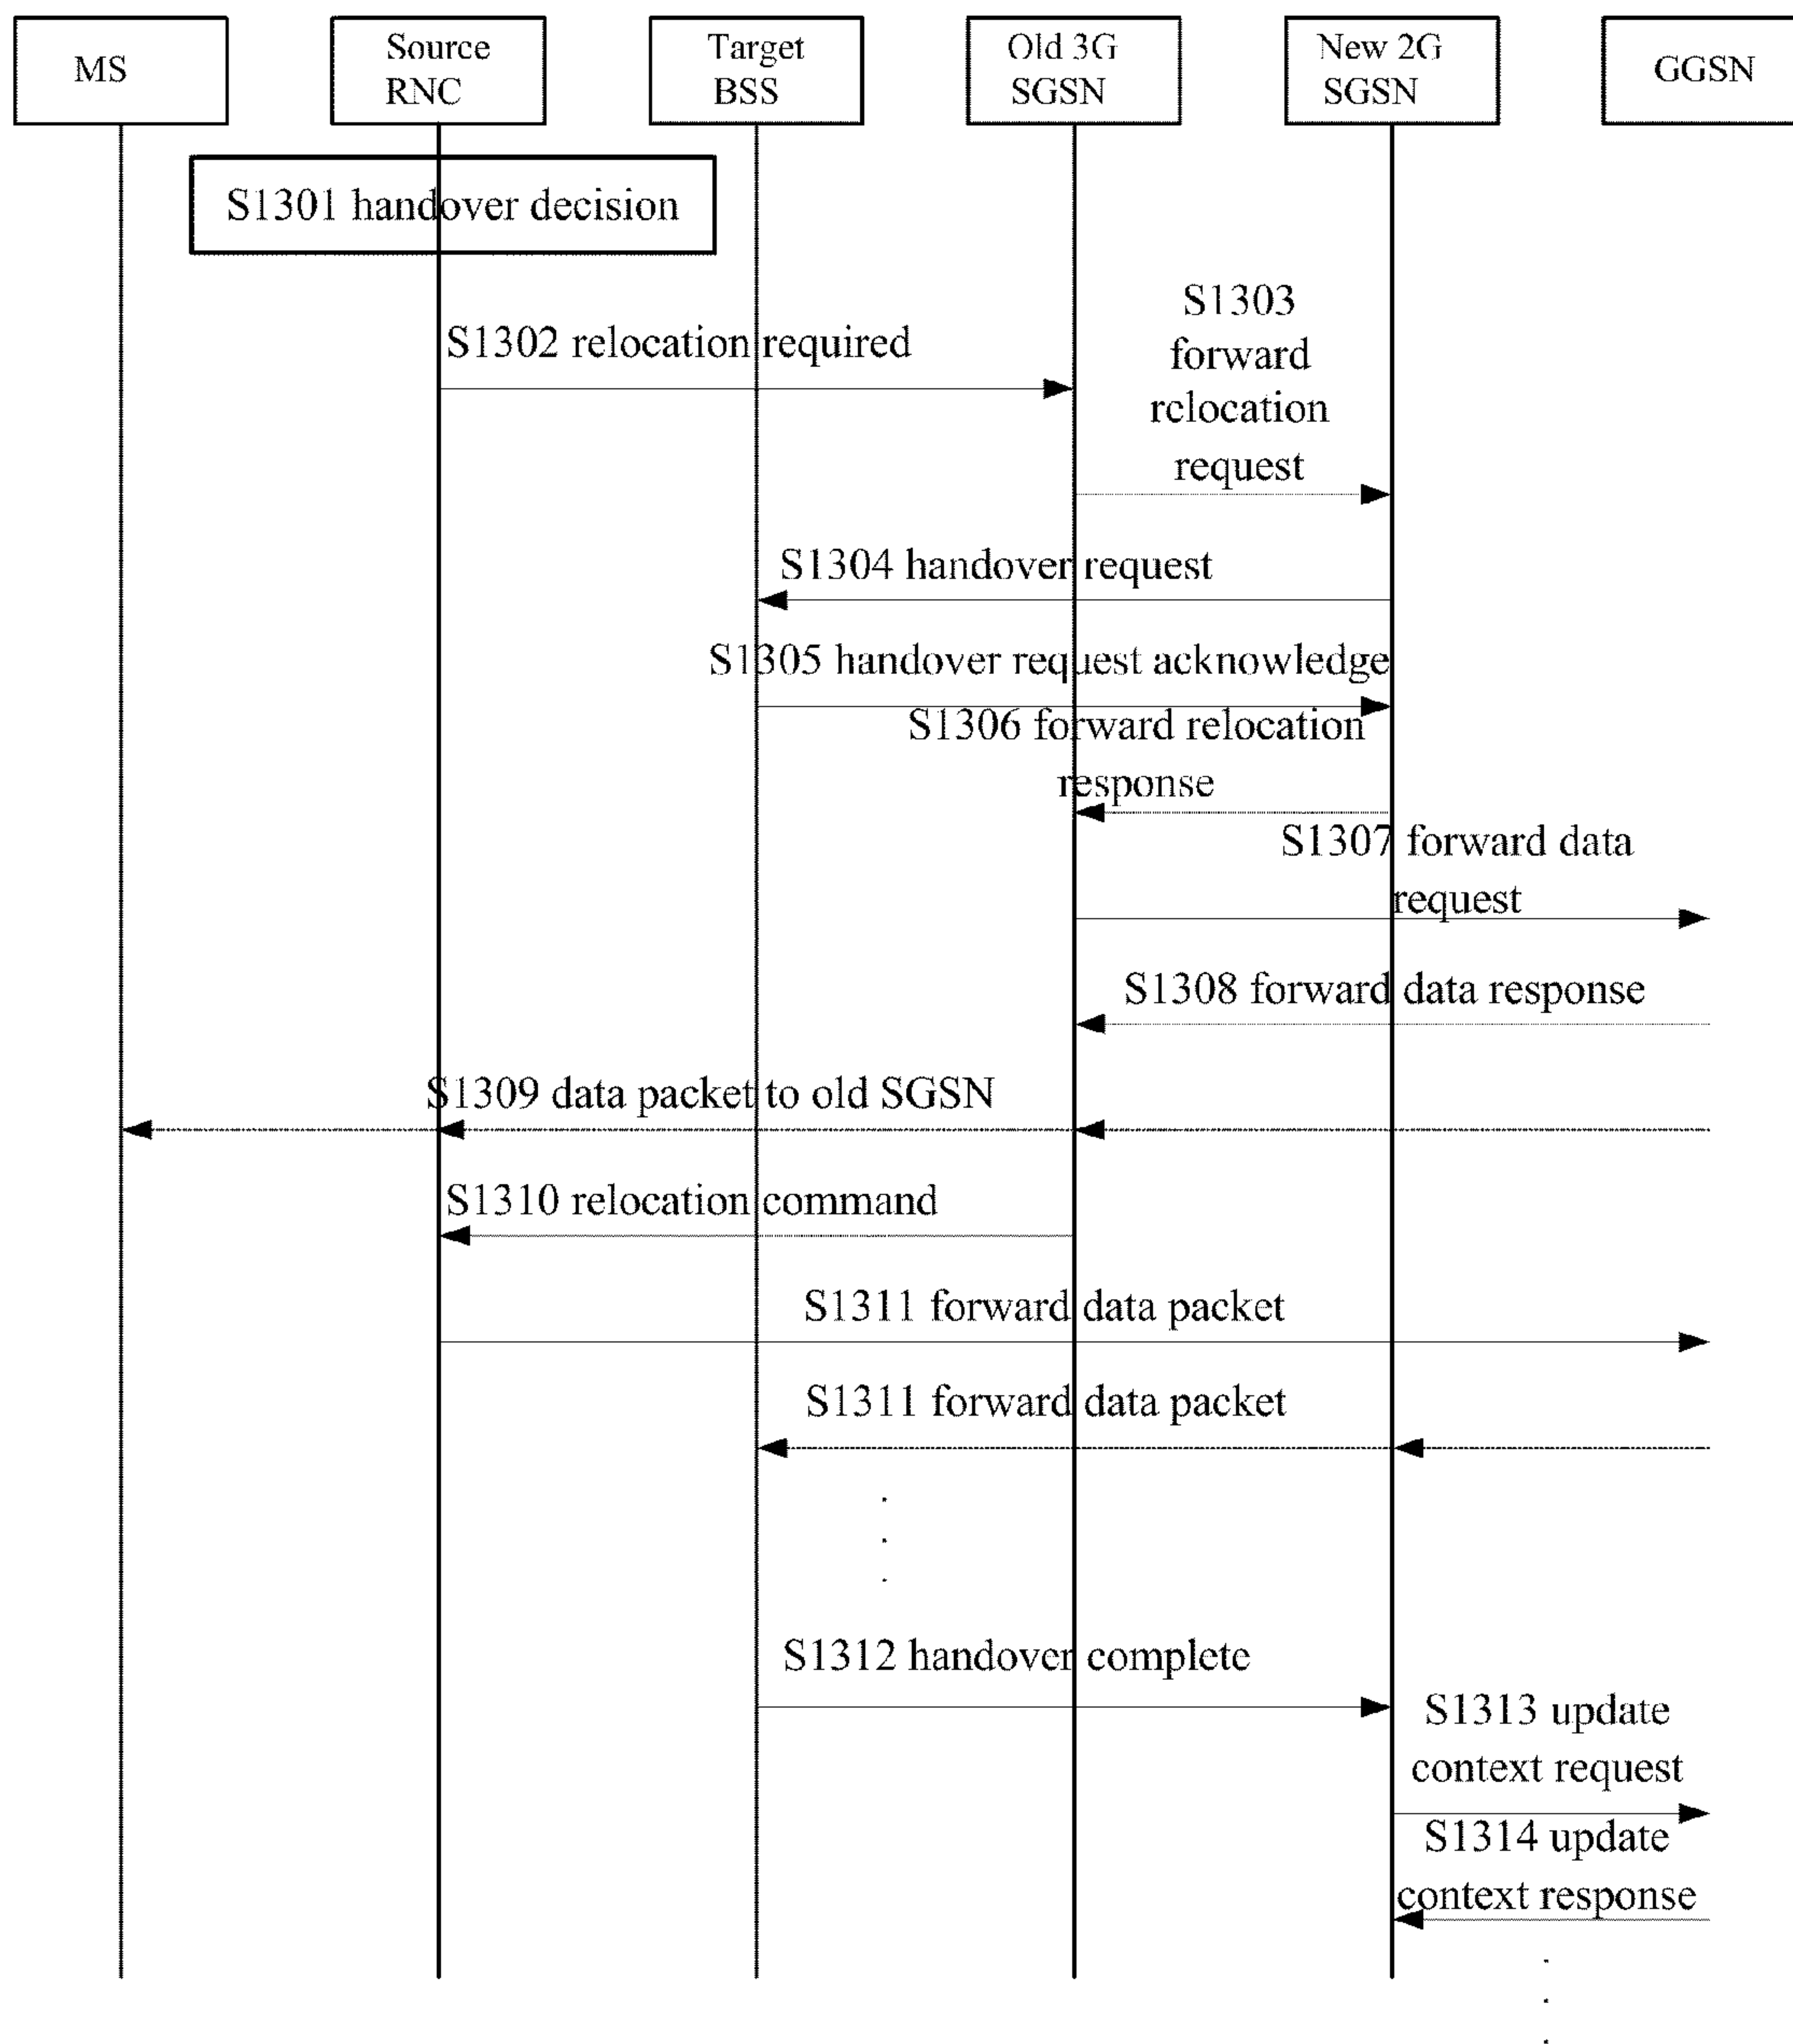 MS
Source
RNC
Target
BSS
Old 3G
SGSN
New 2G
SGSN
GGSN
S1301 handover decision
S1302 relocation required
S1303
forward
relocation
request
S1304 handover request
S1305 handover request acknowledge
S1306 forward relocation
response
S1307 forward data
request
S1308 forward data response
S1309 data packet to old SGSN
S1310 relocation command
S1311 forward data packet
S1311 forward data packet
S1312 handover complete
S1313 update
context request
S1314 update
context response